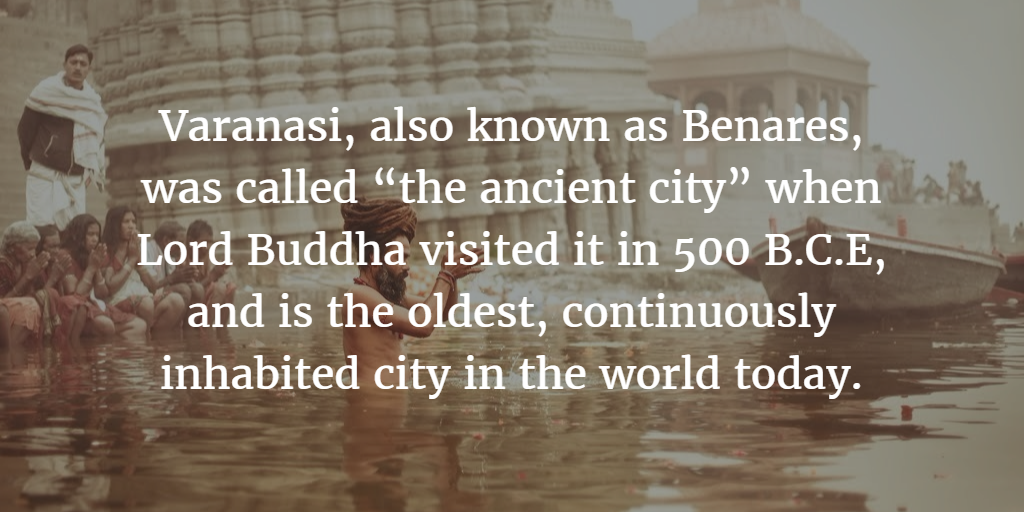 Varanasi, also known as Benares,
was called “the ancient city” when
Lord Buddha visited it in 500 B.C.E,
and is the oldest, continuously
inhabited city in the world today.